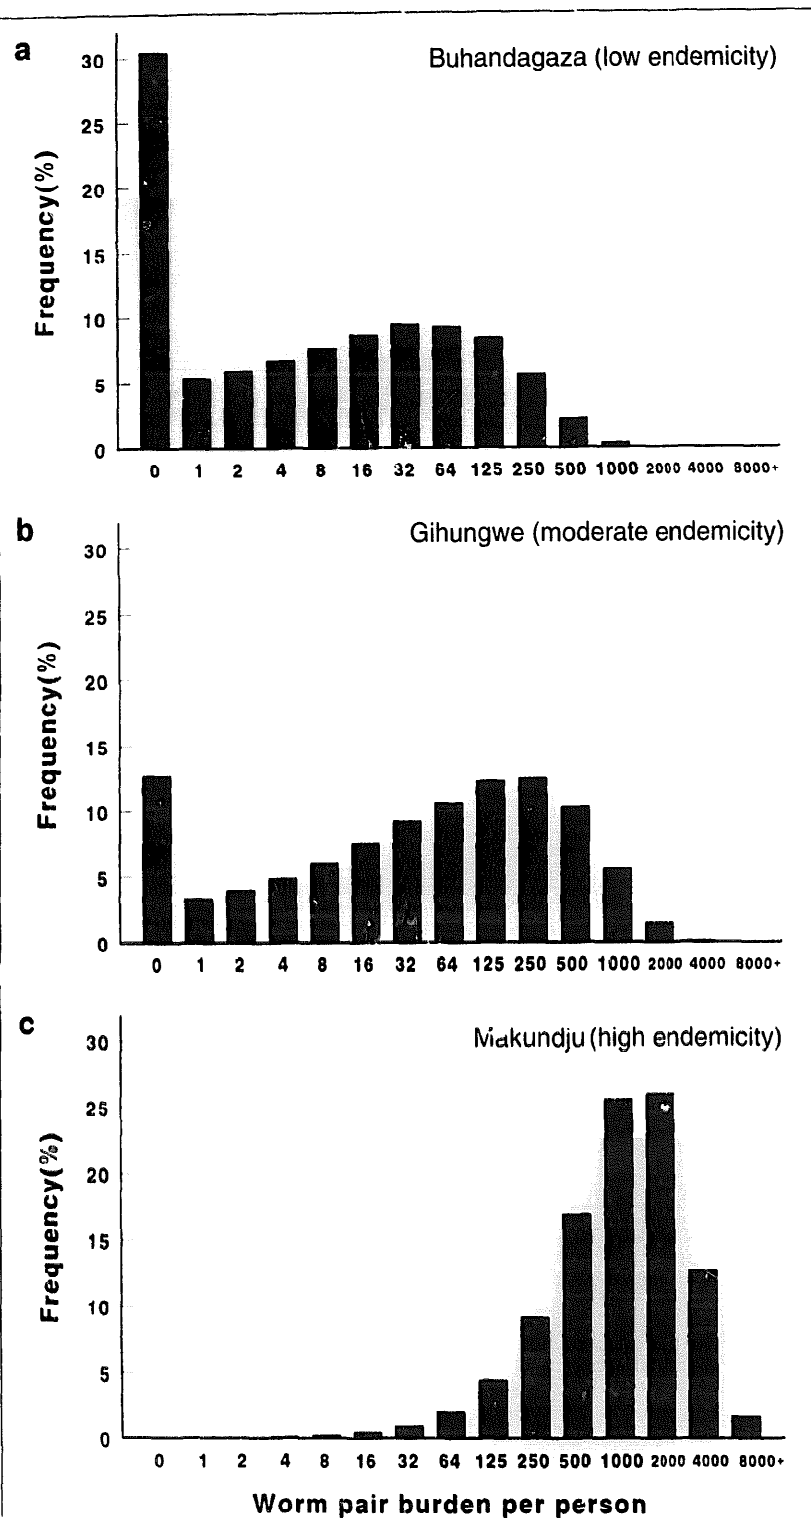 a
Buhandagaza (low endemicity)
Frequency(%)
30
25
20
15
10
5
0
0 1 2 4 8 16 32 64 125 250 500 1000 2000 4000 8000+
b
Gihungwe (moderate endemicity)
Frequency(%)
30
25
20
15
10
5
0
0 1 2 4 8 16 32 64 125 250 500 1000 2000 4000 8000+
c
Makundju (high endemicity)
Frequency(%)
30
25
20
15
10
5
0
0 1 2 4 8 16 32 64 125 250 500 1000 2000 4000 8000+
Worm pair burden per person